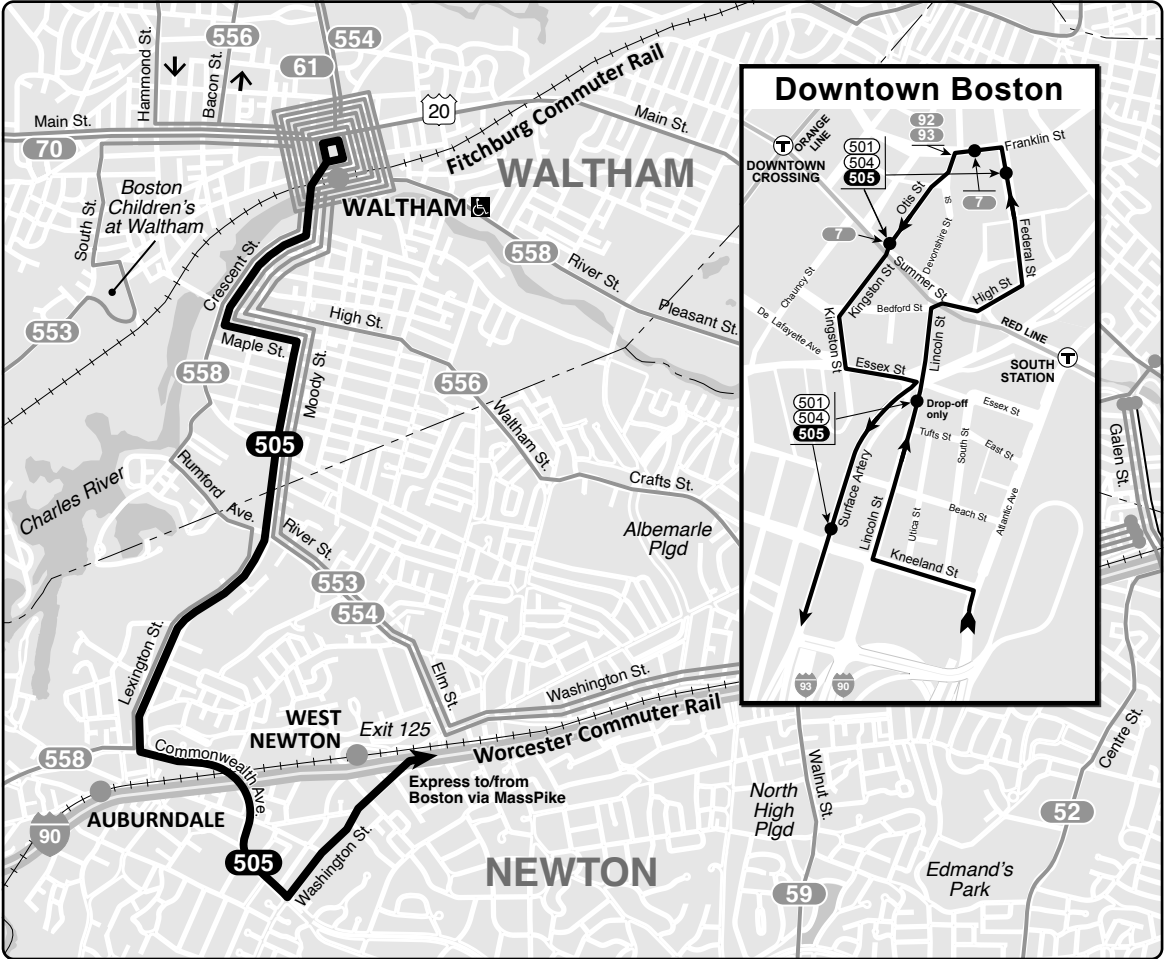 Hammond St.
556
Bacon St.
554
61
20
Main St.
70
Main St.
Fitchburg Commuter Rail
WALTHAM
WALTHAM
Boston
Children's
at Waltham
South St.
Crescent St.
558
River St.
Pleasant St.
553
High St.
Maple St.
Moody St.
558
556
Waltham St.
505
Crafts St.
Charles River
Rumford
Ave.
River St.
Albemarle
Plgd
553
554
Lexington St.
Elm St.
Washington St.
WEST
NEWTON
Exit 125
Worcester Commuter Rail
558
Commonwealth
Ave.
Express to/from
Boston via MassPike
AUBURNDALE
90
505
Washington St.
NEWTON
Downtown Boston
T
ORANGE
LINE
DOWNTOWN
CROSSING
501
504
505
92
93
Franklin St
7
Otis St
St
Devonshire St
Federal St
7
Summer St
Chauncy St
Kingston St
Bedford St
High St
De Lafayette Ave
Kingston St
Lincoln St
RED LINE
T
SOUTH
STATION
Essex St
501
504
505
Drop-off
only
Essex St
Tufts St
South St
East St
Surface Artery
Lincoln St
Utica St
Beach St
Atlantic Ave
Kneeland St
93
90
Galen St.
Centre St.
Walnut St.
North
High
Plgd
52
59
Edmand's
Park